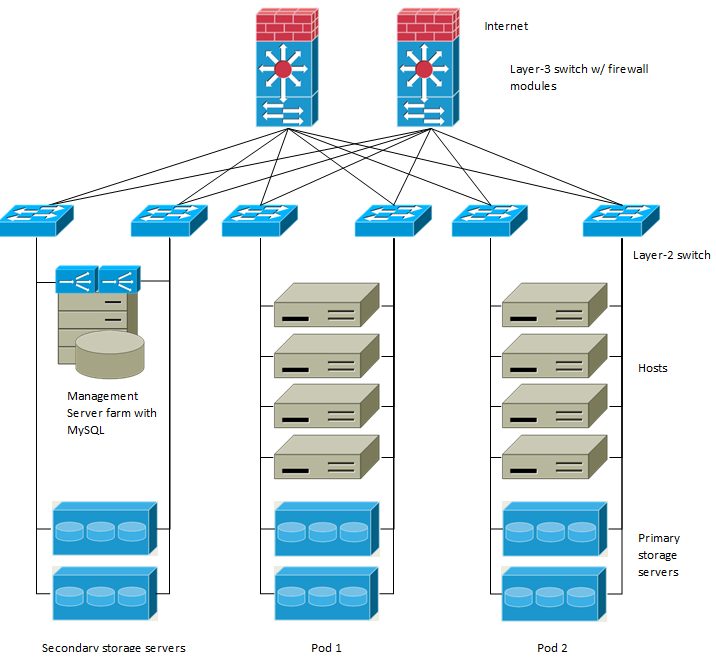 Internet
Layer-3 switch w/ firewall
modules
Layer-2 switch
Management
Server farm with
MySQL
Hosts
Primary
storage
servers
Secondary storage servers
Pod 1
Pod 2